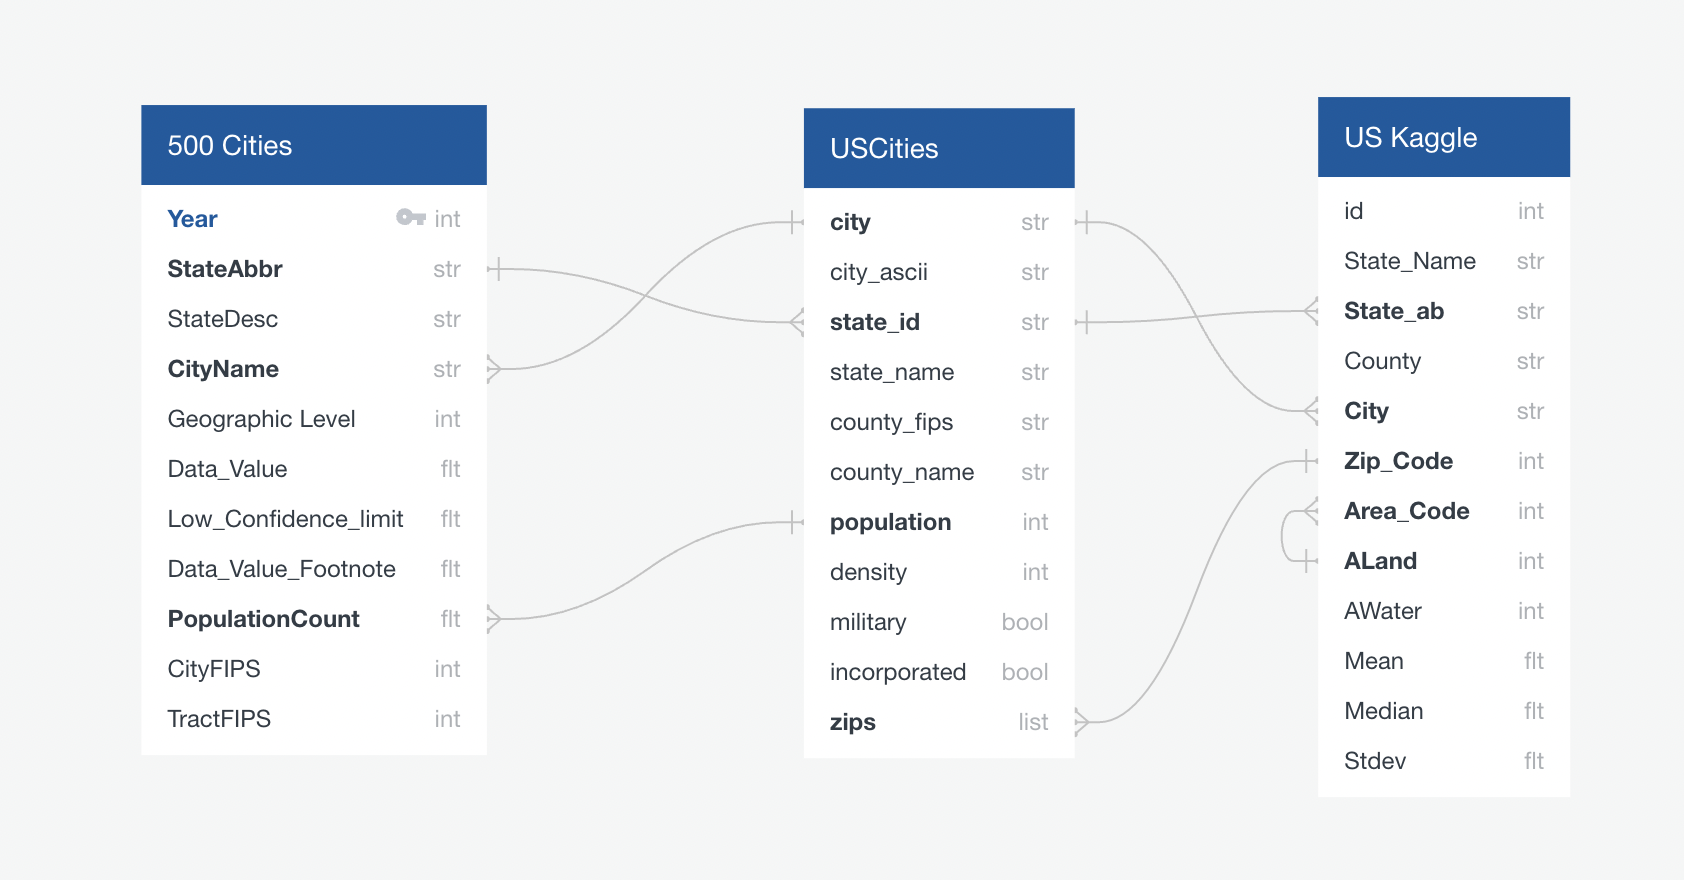 500 Cities
Year int
StateAbbr str
StateDesc str
CityName str
Geographic Level int
Data_Value flt
Low_Confidence_limit flt
Data_Value_Footnote flt
PopulationCount flt
CityFIPS int
TractFIPS int
USCities
city str
city_ascii str
state_id str
state_name str
county_fips str
county_name str
population int
density int
military bool
incorporated bool
zips list
US Kaggle
id int
State_Name str
State_ab str
County str
City str
Zip_Code int
Area_Code int
ALand int
AWater int
Mean flt
Median flt
Stdev flt